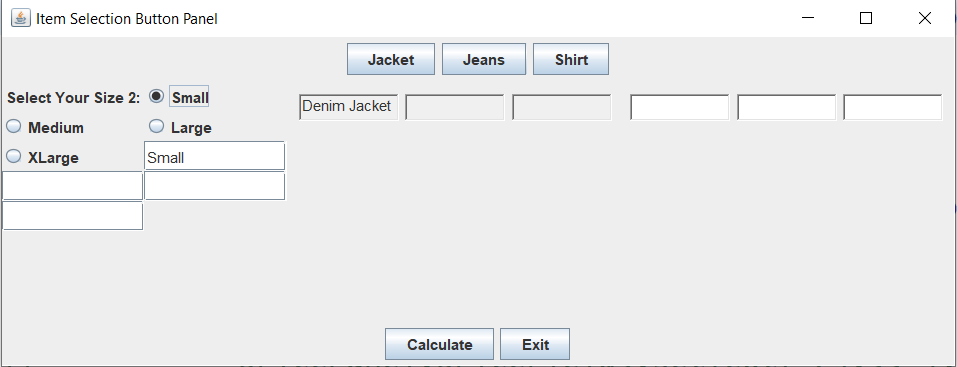 Item Selection Button Panel
Jacket Jeans Shirt
Select Your Size 2: Small
Denim Jacket
Medium Large
XLarge Small
Calculate Exit